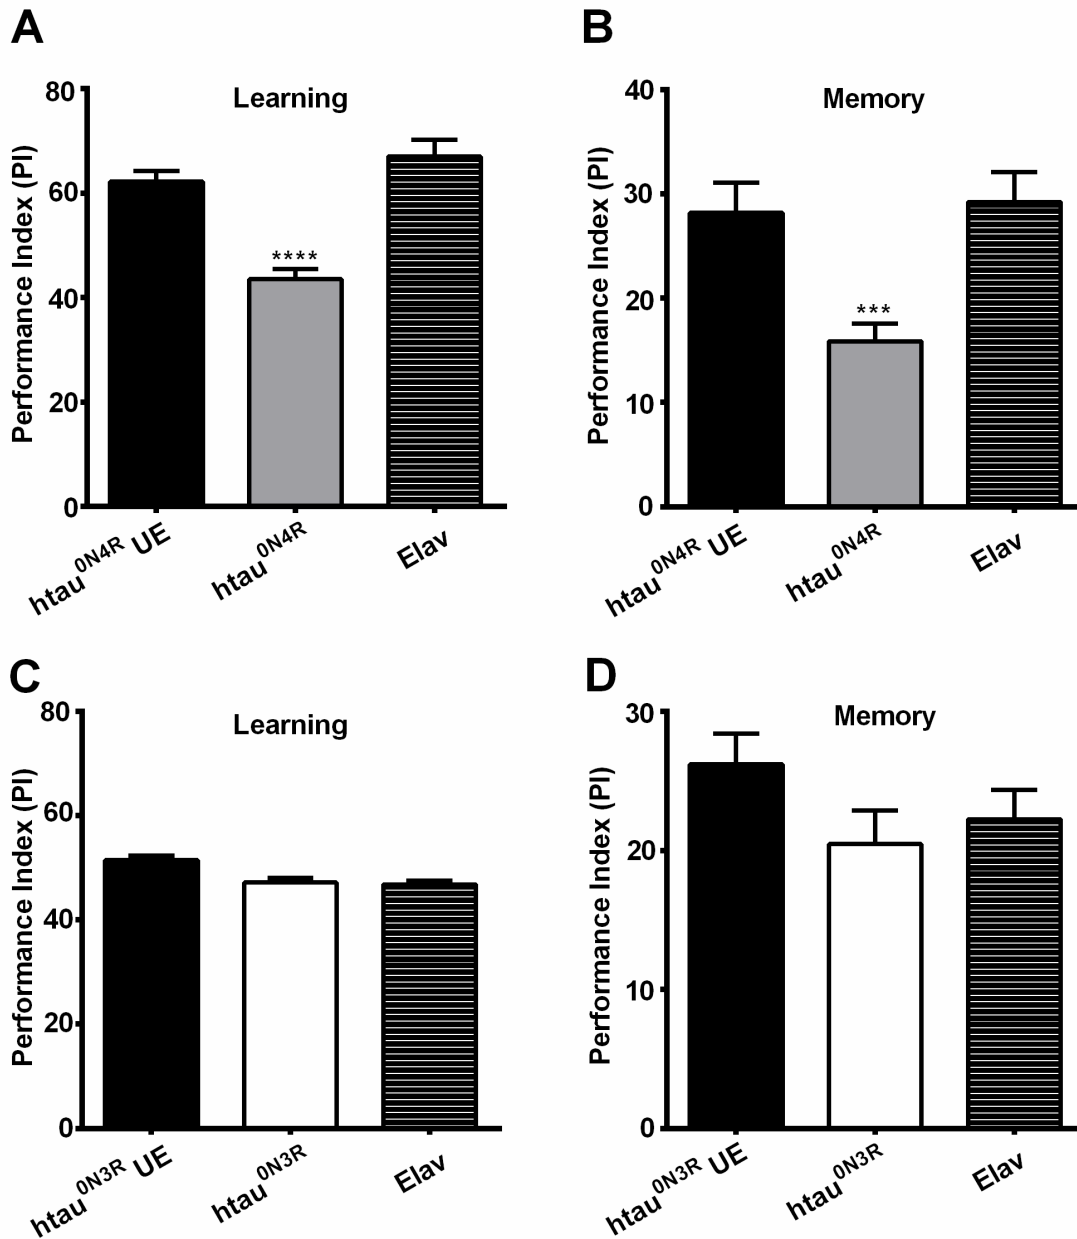 A
Learning
Performance Index (PI)
80
60
40
20
0
htau0N4R UE
htau0N4R
Elav
****
B
Memory
Performance Index (PI)
40
30
20
10
0
htau0N4R UE
htau0N4R
Elav
***
C
Learning
Performance Index (PI)
80
60
40
20
0
htau0N3R UE
htau0N3R
Elav
D
Memory
Performance Index (PI)
30
20
10
0
htau0N3R UE
htau0N3R
Elav